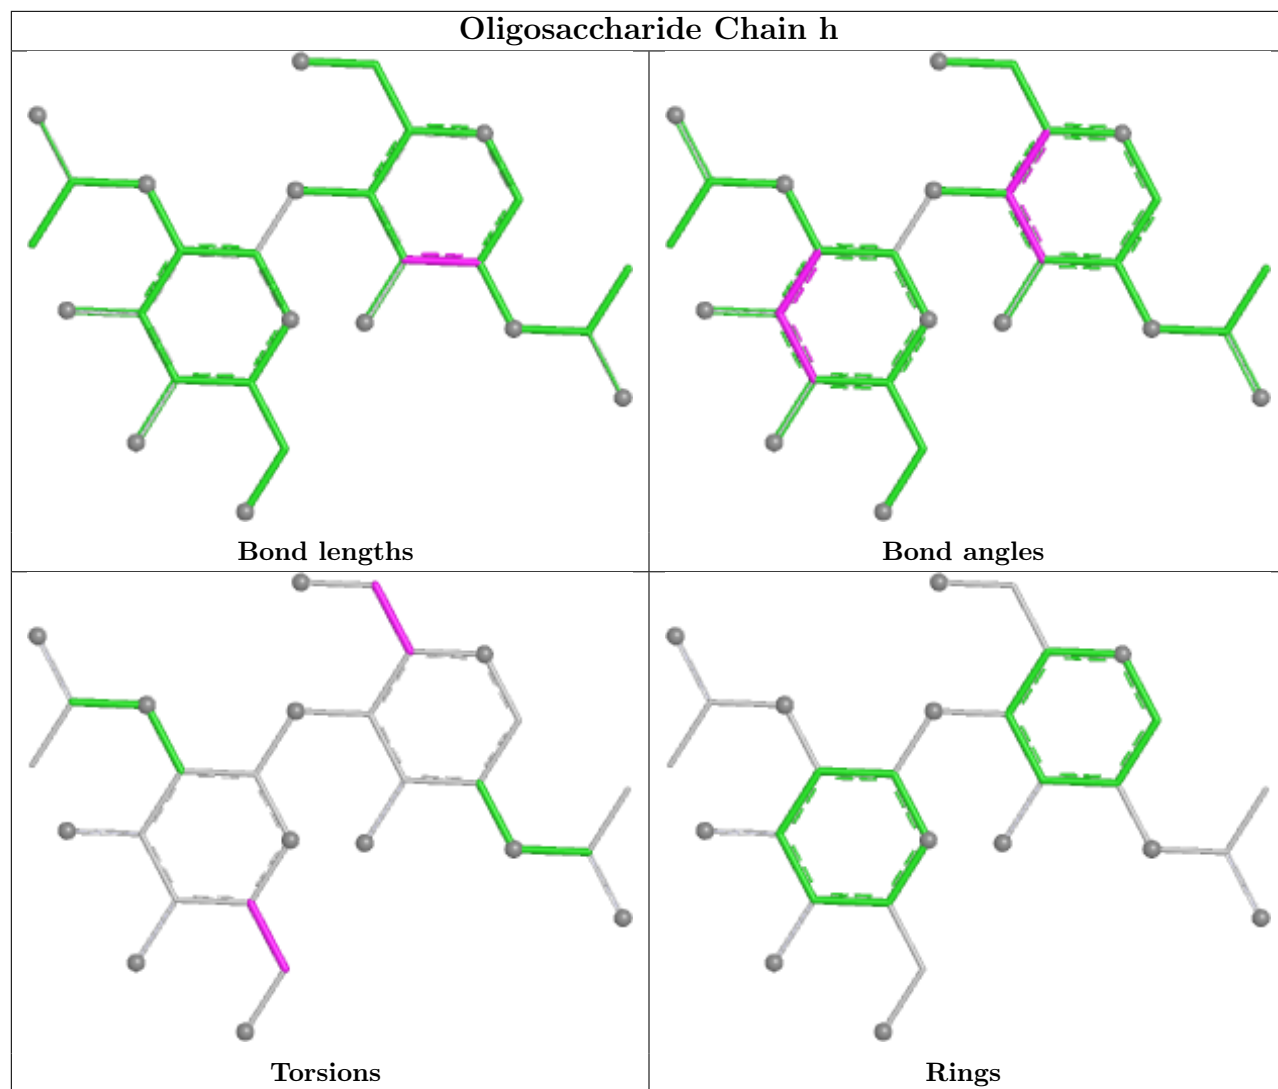 Oligosaccharide Chain h
Bond lengths
Bond angles
Torsions
Rings